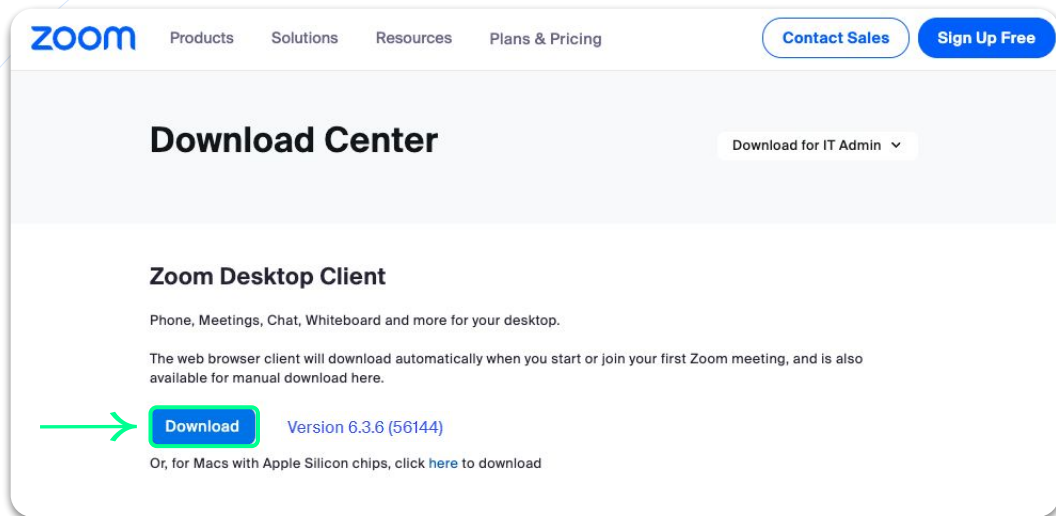 zoom Products Solutions Resources Plans & Pricing Contact Sales Sign Up Free
Download Center
Download for IT Admin
Zoom Desktop Client
Phone, Meetings, Chat, Whiteboard and more for your desktop.
The web browser client will download automatically when you start or join your first Zoom meeting, and is also
available for manual download here.
Download Version 6.3.6 (56144)
Or, for Macs with Apple Silicon chips, click here to download